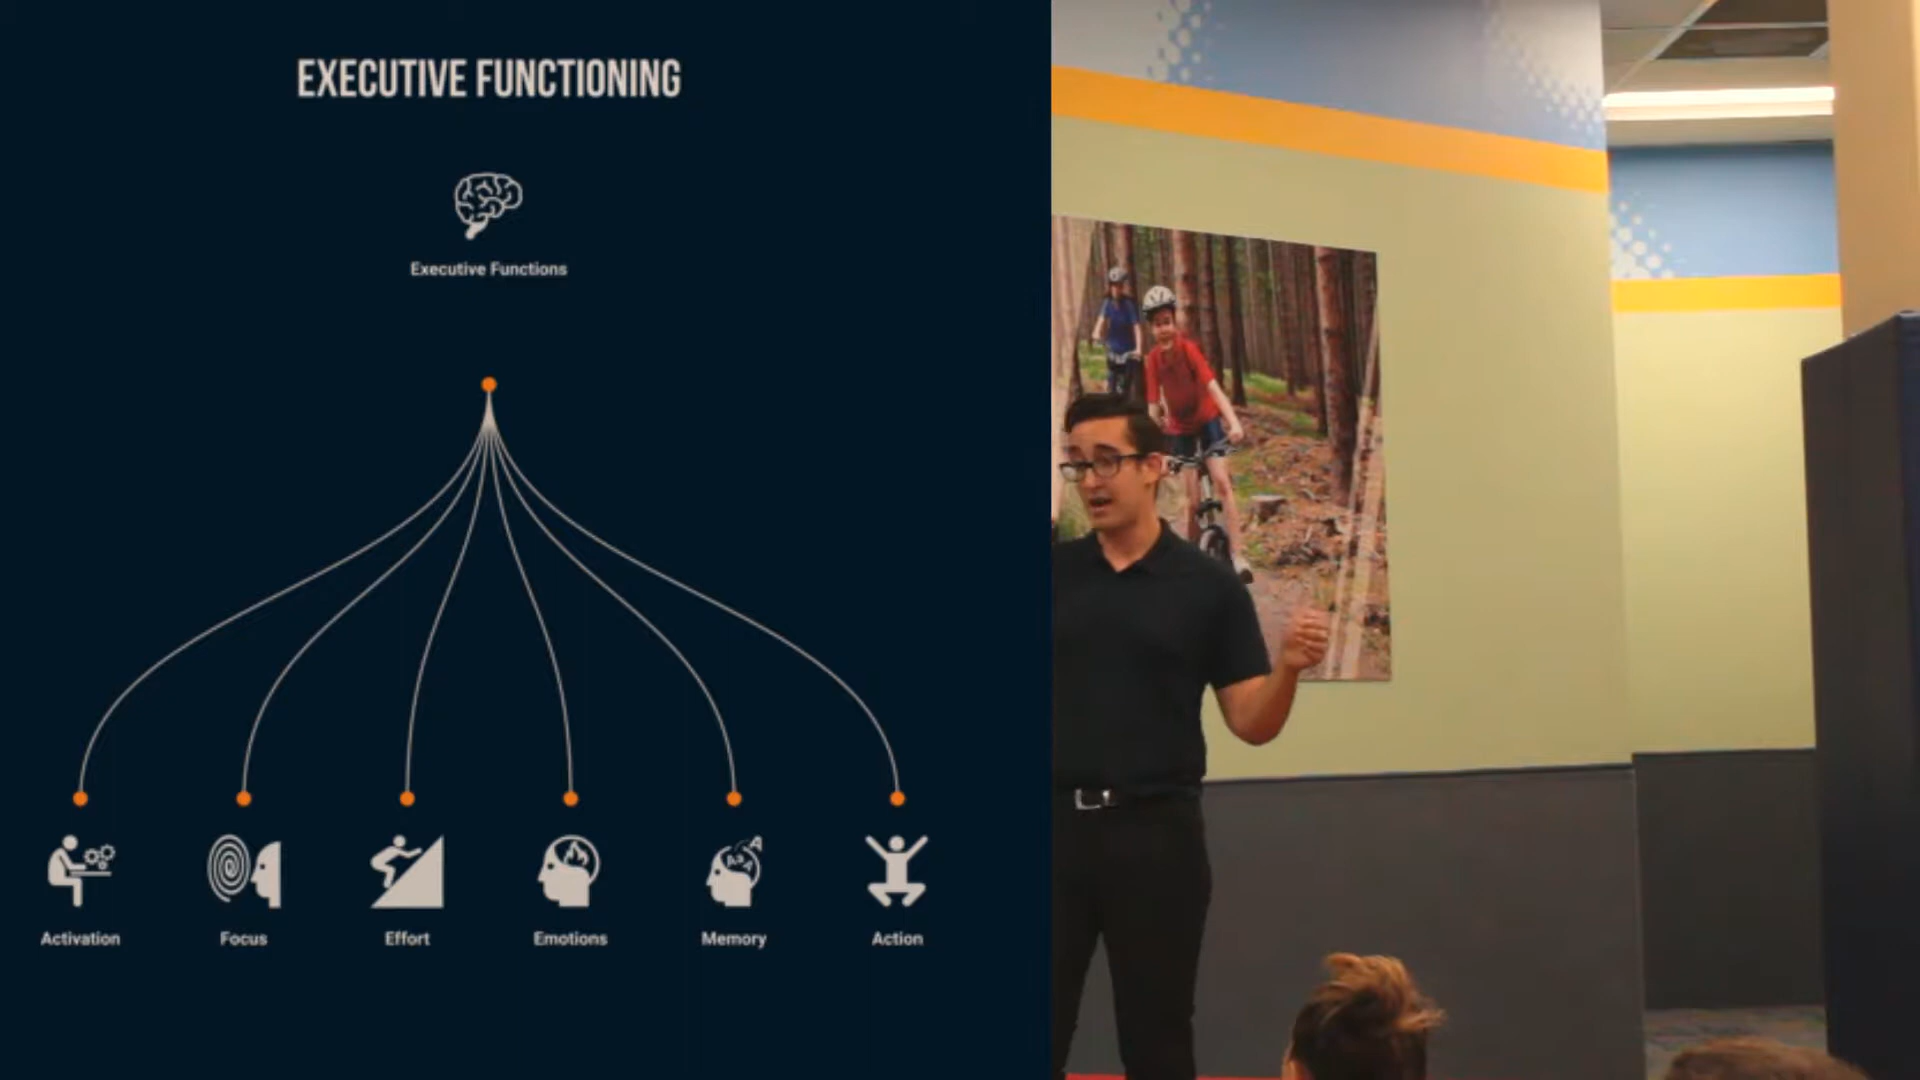 EXECUTIVE FUNCTIONING
Executive Functions
Activation
Focus
Effort
Emotions
Memory
Action